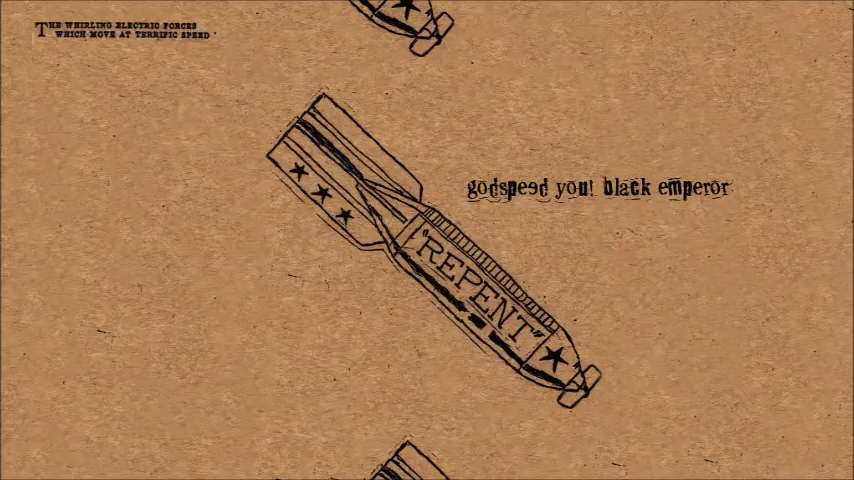 THE WHIRLING ELECTRIC FORCES
WHICH MOVE AT TERRIFIC SPEED
godspeed you! black emperor
"REPENT"